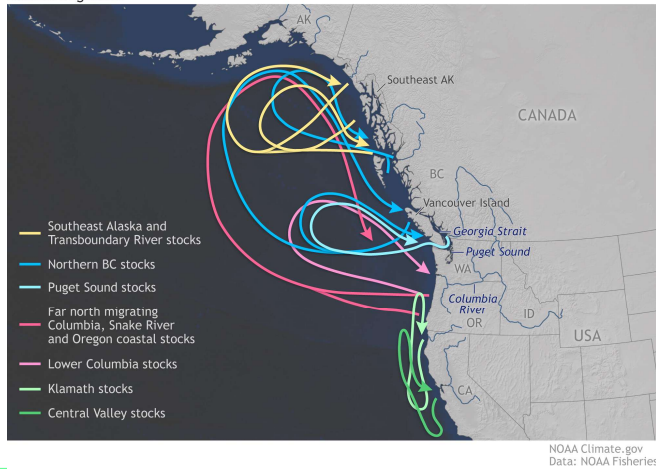 AK
Southeast AK
CANADA
BC
Vancouver Island
Georgia Strait
Puget Sound
WA
Columbia
River
OR
ID
USA
CA
Southeast Alaska and
Transboundary River stocks
Northern BC stocks
Puget Sound stocks
Far north migrating
Columbia, Snake River
and Oregon coastal stocks
Lower Columbia stocks
Klamath stocks
Central Valley stocks
NOAA Climate.gov
Data: NOAA Fisheries